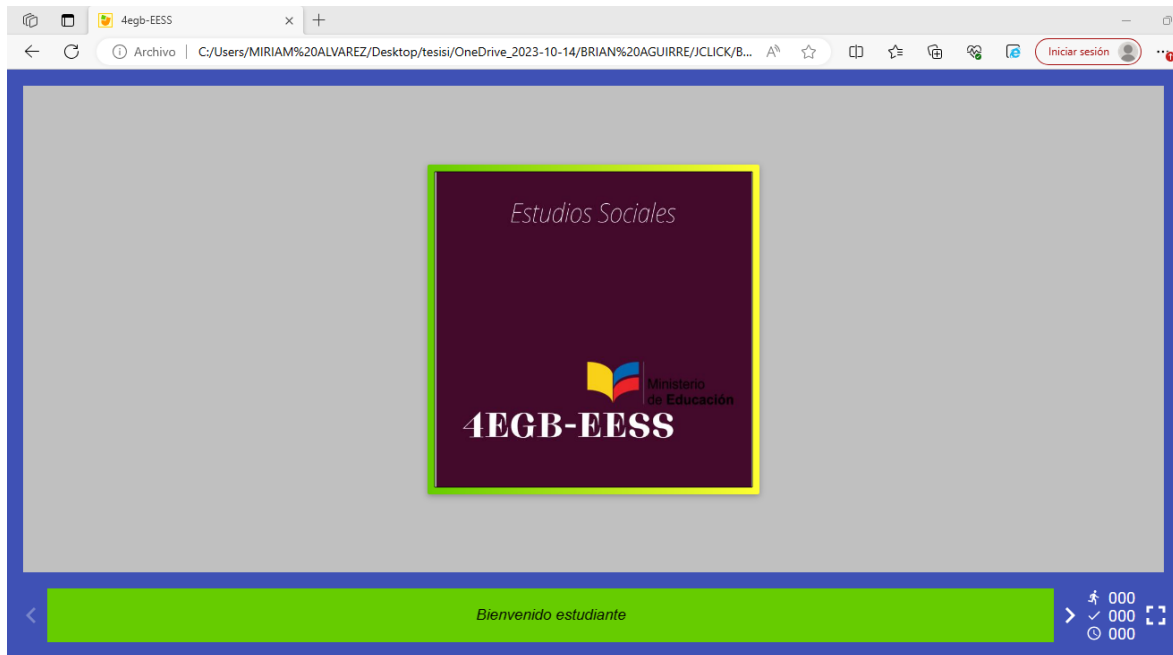 4egb-EESS
Archivo | C:/Users/MIRIAM%20ALVAREZ/Desktop/tesisi/OneDrive_2023-10-14/BRIAN%20AGUIRRE/JCLICK/B...
Iniciar sesión
Estudios Sociales
Ministerio
de Educación
4EGB-EESS
Bienvenido estudiante
000
000
000